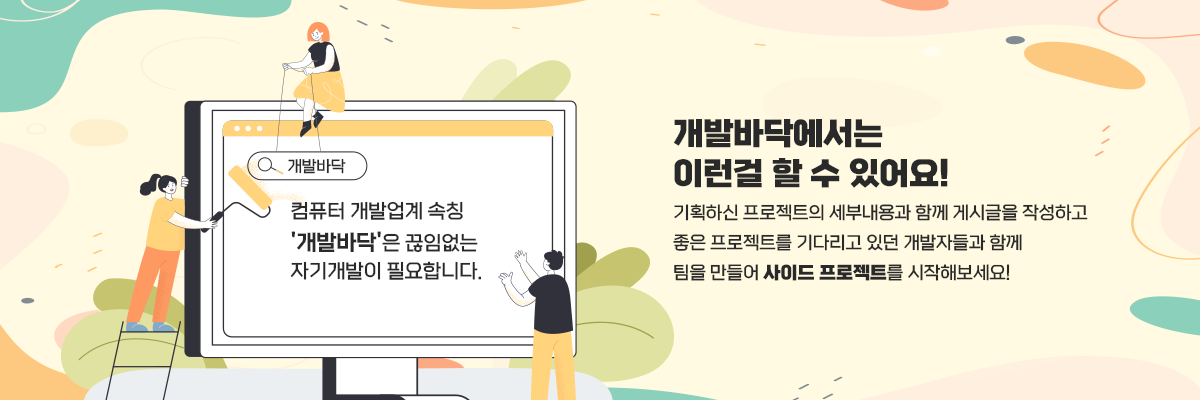 개발바닥
컴퓨터 개발업계 속칭
'개발바닥'은 끊임없는
자기개발이 필요합니다.
개발바닥에서는
이런걸 할 수 있어요!
기획하신 프로젝트의 세부내용과 함께 게시글을 작성하고
좋은 프로젝트를 기다리고 있던 개발자들과 함께
팀을 만들어 사이드 프로젝트를 시작해보세요!